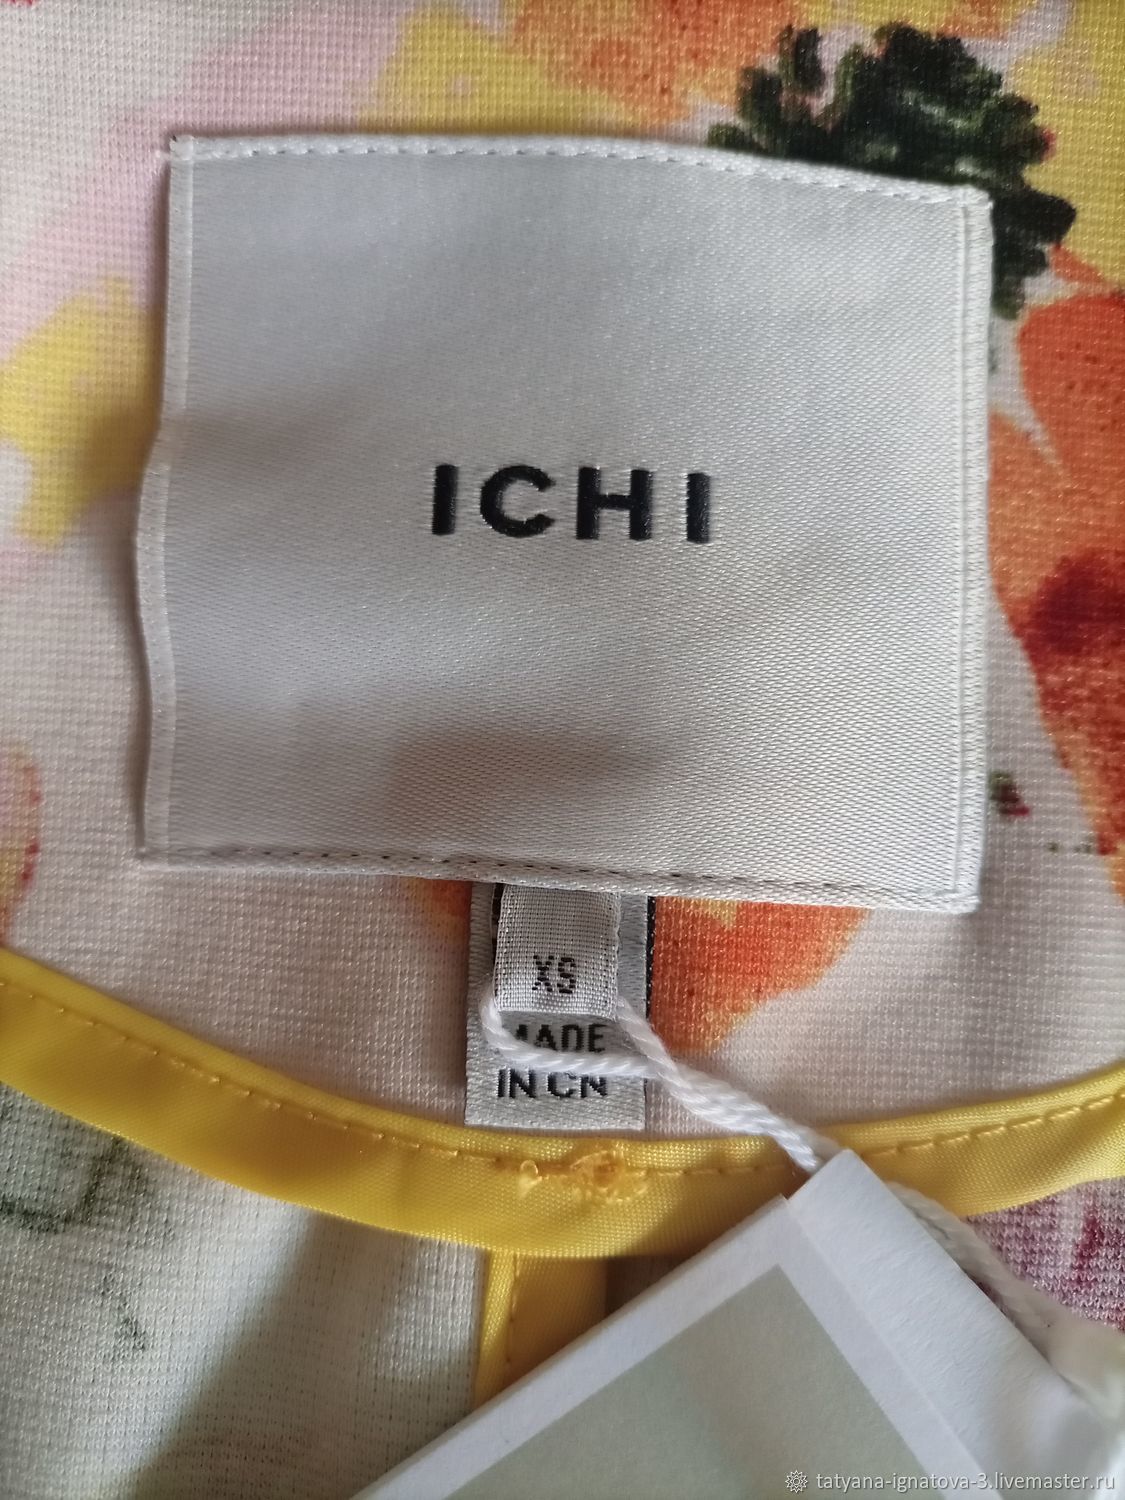 ICHI
XS
MADE
IN CN
tatyana-ignatova-3.livemaster.ru